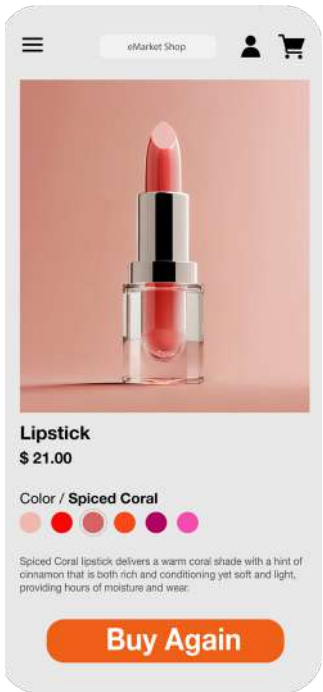 eMarket Shop
Lipstick
$ 21.00
Color / Spiced Coral
Spiced Coral lipstick delivers a warm coral shade with a hint of
cinnamon that is both rich and conditioning yet soft and light,
providing hours of moisture and wear.
Buy Again